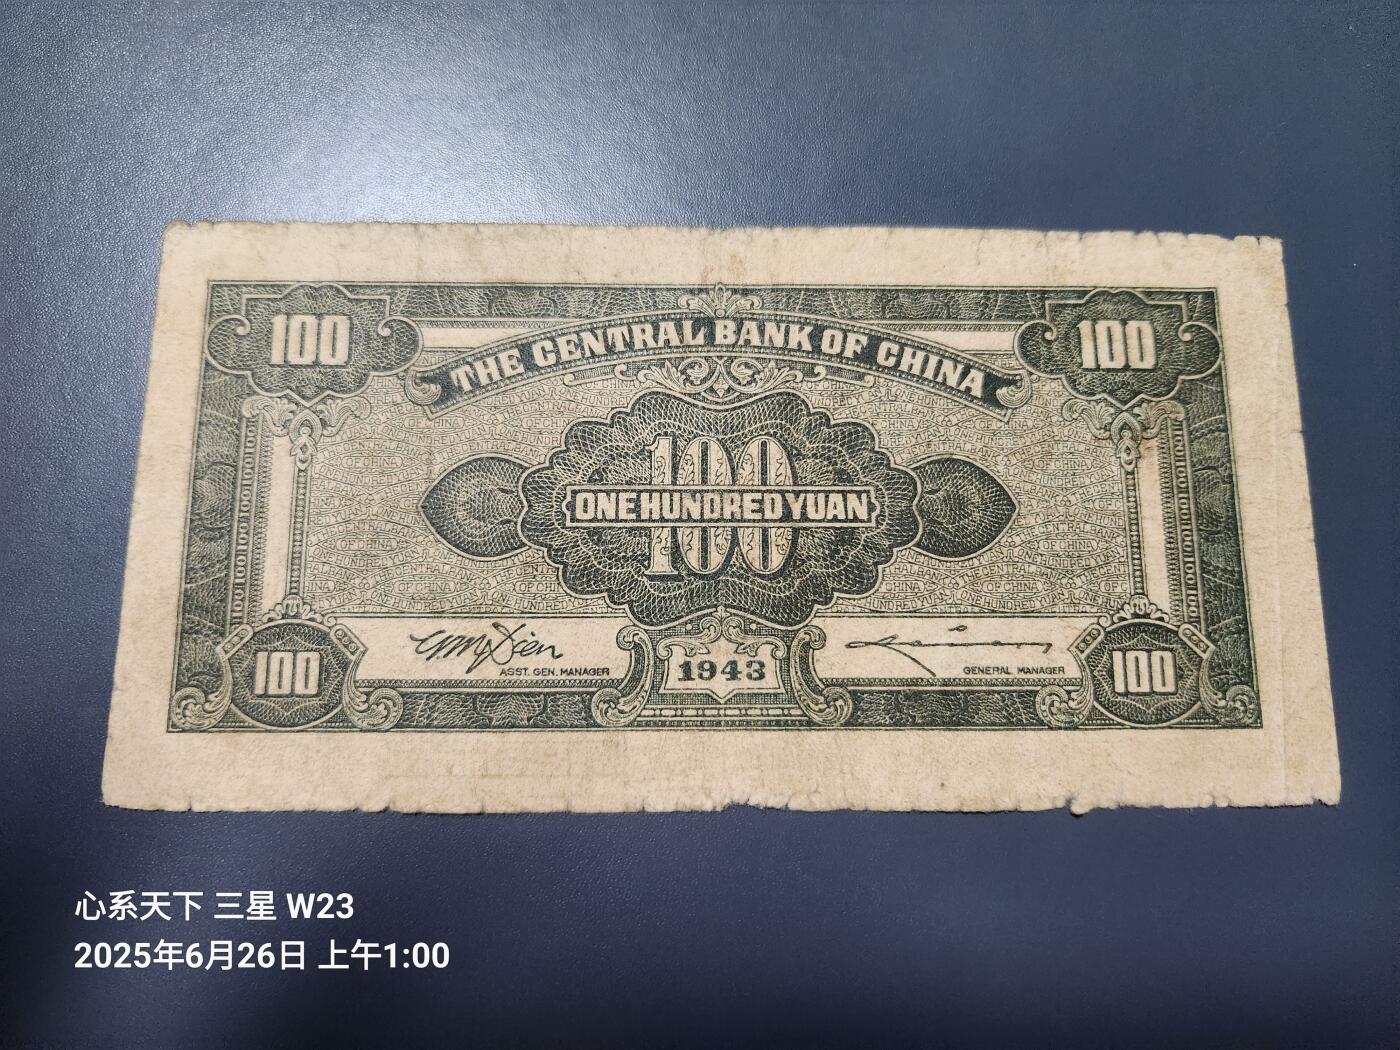 100
100
THE CENTRAL BANK OF CHINA
100
ONE HUNDRED YUAN
100
100
ASST. GEN. MANAGER
1943
GENERAL MANAGER
心系天下 三星 W23
2025年6月26日 上午1:00